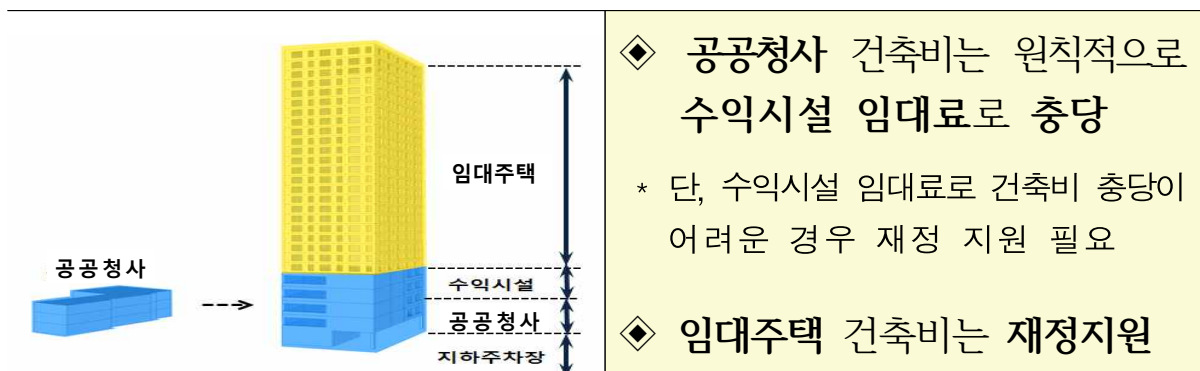 공공청사
임대주택
수익시설
공공청사
지하주차장
◈ 공공청사 건축비는 원칙적으로
수익시설 임대료로 충당
* 단, 수익시설 임대료로 건축비 충당이
어려운 경우 재정 지원 필요
◈ 임대주택 건축비는 재정지원